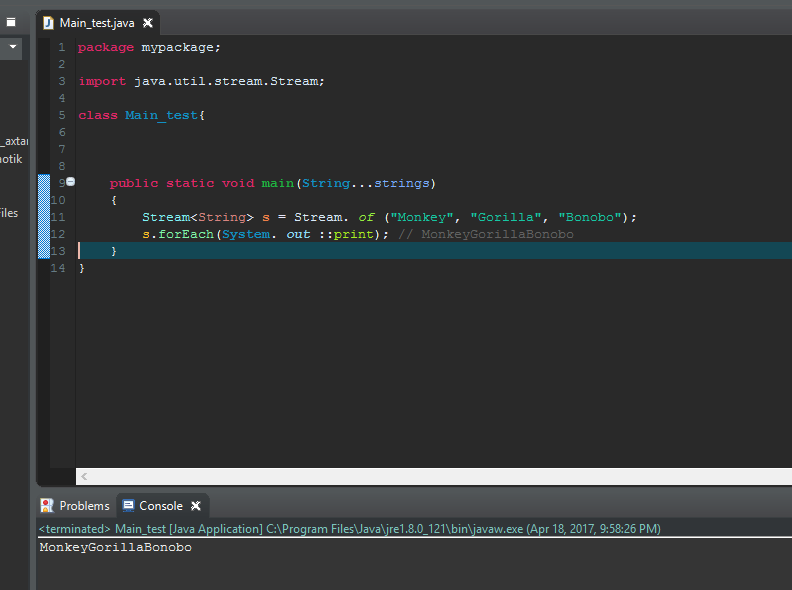 Main_test.java
1 package mypackage;
2
3 import java.util.stream.Stream;
4
5 class Main_test{
6
7
8
9 public static void main(String...strings)
10 {
11 Stream<String> s = Stream. of ("Monkey", "Gorilla", "Bonobo");
12 s.forEach(System. out ::print); // MonkeyGorillaBonobo
13 }
14 }
_axtar
notik
Files
Problems Console
<terminated> Main_test [Java Application] C:\Program Files\Java\jre1.8.0_121\bin\javaw.exe (Apr 18, 2017, 9:58:26 PM)
MonkeyGorillaBonobo